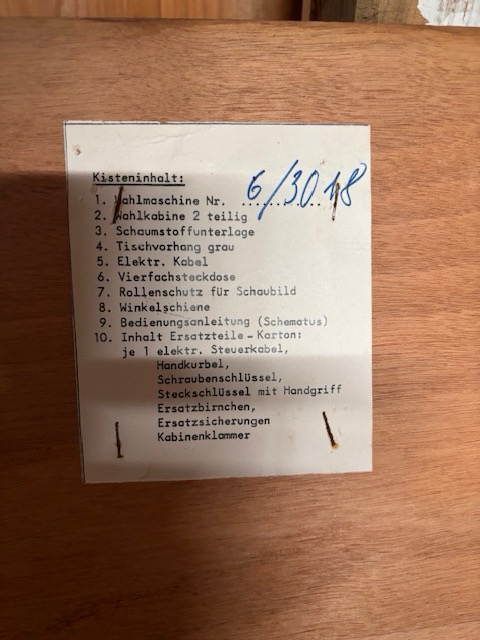 Kisteninhalt:
1. Wahlmaschine Nr. 6/3018
2. Wahlkabine 2 teilig
3. Schaumstoffunterlage
4. Tischvorhang grau
5. Elektr. Kabel
6. Vierfachsteckdose
7. Rollenschutz für Schaubild
8. Winkelschiene
9. Bedienungsanleitung (Schematus)
10. Inhalt Ersatzteile-Karton:
je 1 elektr. Steuerkabel,
Handkurbel,
Schraubenschlüssel,
Steckschlüssel mit Handgriff
Ersatzbirnchen,
Ersatzsicherungen
Kabinenklammer